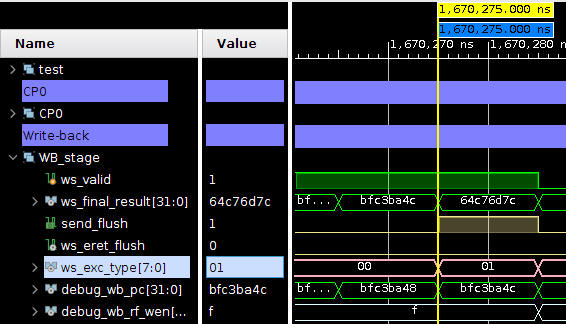 1,670,275.000 ns
1,670,275.000 ns
Name Value 1,670,270 ns 1,670,280
test
CP0
CP0
Write-back
WB_stage
ws_valid 1
ws_final_result[31:0] 64c76d7c bf... bfc3ba4c 64c76d7c
send_flush 1
ws_eret_flush 0
ws_exc_type[7:0] 01 00 01
debug_wb_pc[31:0] bfc3ba4c bf... bfc3ba48 bfc3ba4c
debug_wb_rf_wen[... f f